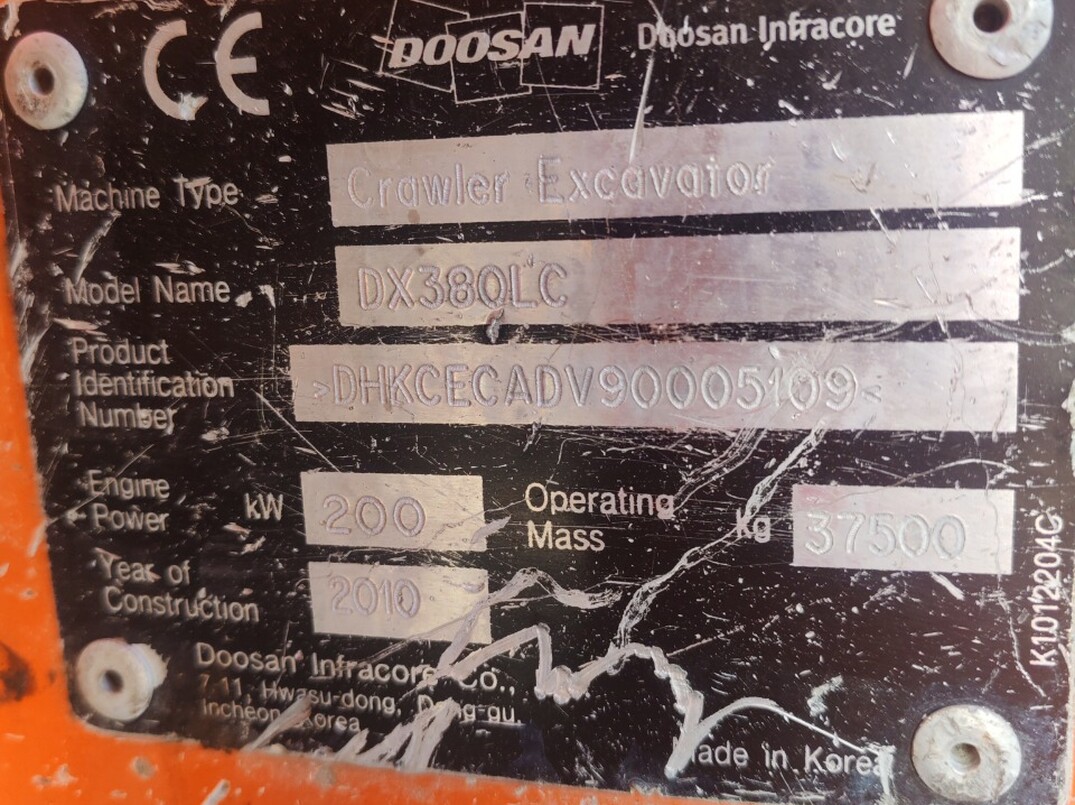 CE DOOSAN Doosan Infracore
Machine Type Crawler Excavator
Model Name DX380LC
Product
Identification
Number >DHKCECADV90005109<
Engine
Power kW 200
Operating
Mass kg 37500
Year of
Construction 2010
Doosan Infracore Co.,
7-11, Hwasu-dong, Dong-gu,
Incheon, Korea
Made in Korea
K1012204C